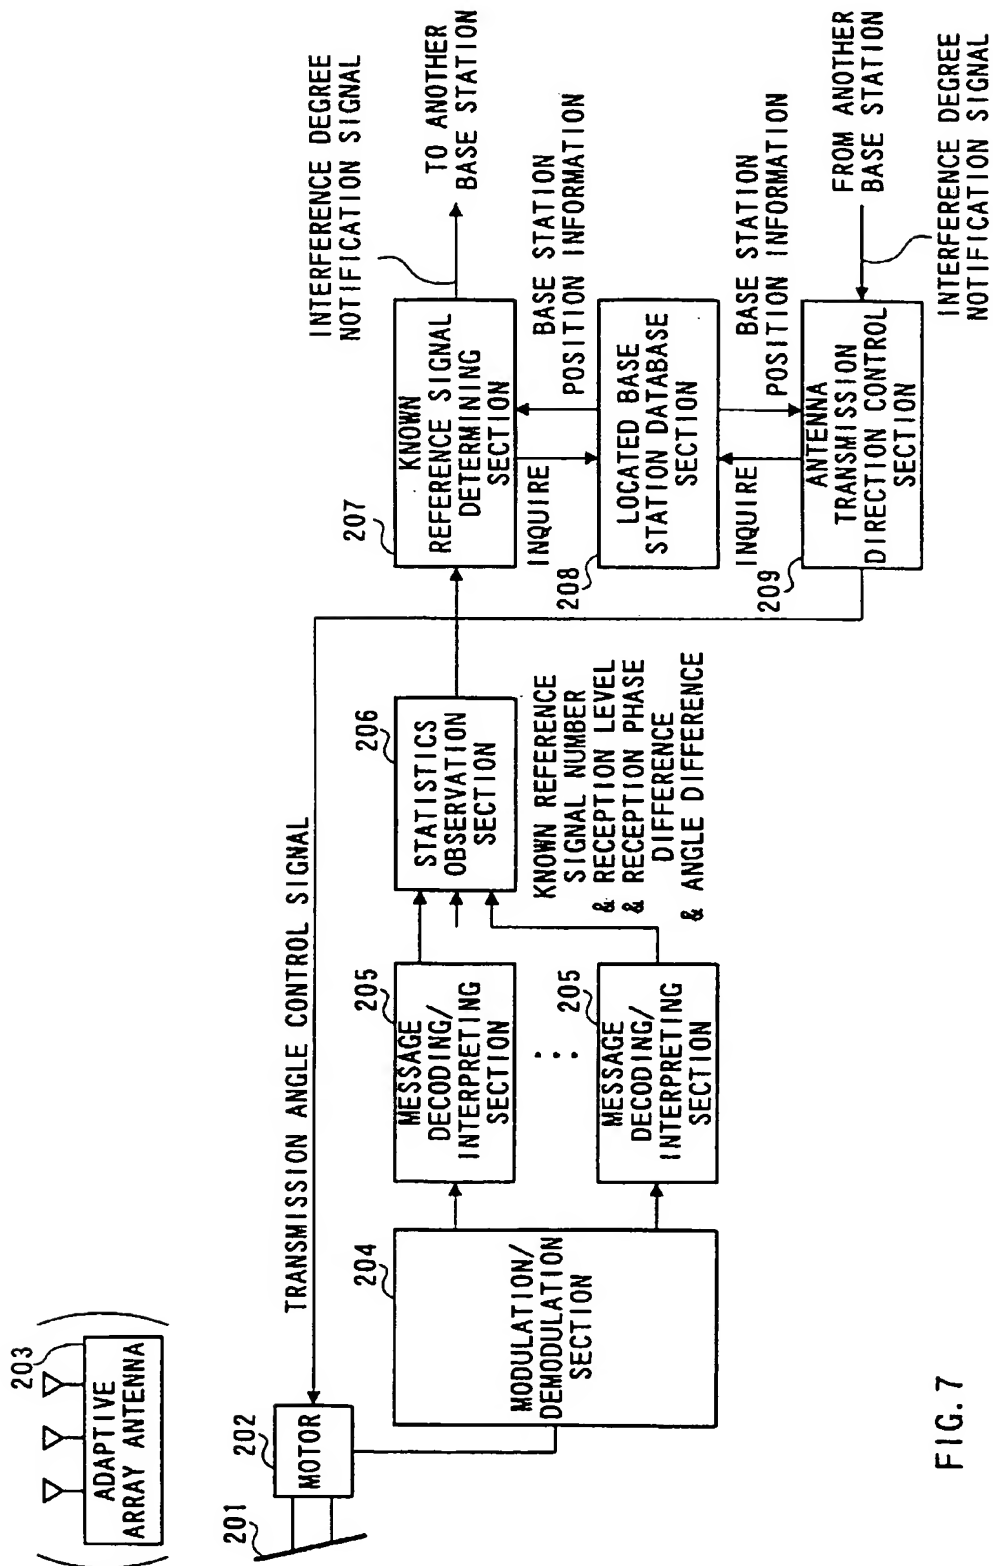 203
ADAPTIVE
ARRAY ANTENNA
201
202
MOTOR
TRANSMISSION ANGLE CONTROL SIGNAL
204
MODULATION/
DEMODULATION
SECTION
205
MESSAGE
DECODING/
INTERPRETING
SECTION
205
MESSAGE
DECODING/
INTERPRETING
SECTION
206
STATISTICS
OBSERVATION
SECTION
KNOWN REFERENCE
SIGNAL NUMBER
& RECEPTION LEVEL
& RECEPTION PHASE
DIFFERENCE
& ANGLE DIFFERENCE
207
KNOWN
REFERENCE SIGNAL
DETERMINING
SECTION
INTERFERENCE DEGREE
NOTIFICATION SIGNAL
TO ANOTHER
BASE STATION
INQUIRE
BASE STATION
POSITION INFORMATION
208
LOCATED BASE
STATION DATABASE
SECTION
INQUIRE
BASE STATION
POSITION INFORMATION
209
ANTENNA
TRANSMISSION
DIRECTION CONTROL
SECTION
FROM ANOTHER
BASE STATION
INTERFERENCE DEGREE
NOTIFICATION SIGNAL
FIG. 7